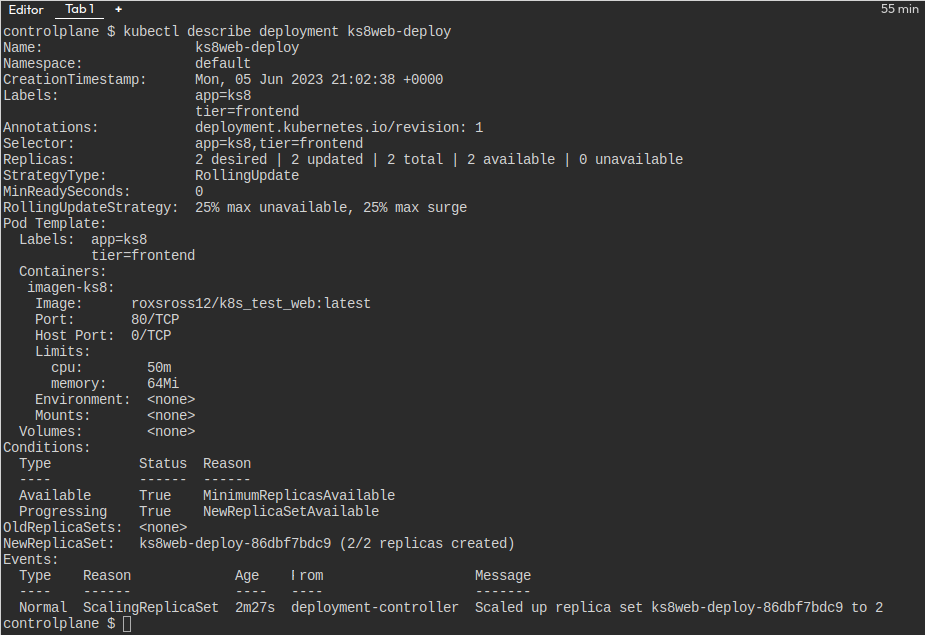 Editor Tab 1 + 55 min
controlplane $ kubectl describe deployment ks8web-deploy
Name: ks8web-deploy
Namespace: default
CreationTimestamp: Mon, 05 Jun 2023 21:02:38 +0000
Labels: app=ks8
tier=frontend
Annotations: deployment.kubernetes.io/revision: 1
Selector: app=ks8,tier=frontend
Replicas: 2 desired | 2 updated | 2 total | 2 available | 0 unavailable
StrategyType: RollingUpdate
MinReadySeconds: 0
RollingUpdateStrategy: 25% max unavailable, 25% max surge
Pod Template:
Labels: app=ks8
tier=frontend
Containers:
imagen-ks8:
Image: roxsross12/k8s_test_web:latest
Port: 80/TCP
Host Port: 0/TCP
Limits:
cpu: 50m
memory: 64Mi
Environment: <none>
Mounts: <none>
Volumes: <none>
Conditions:
Type Status Reason
---- ------ ------
Available True MinimumReplicasAvailable
Progressing True NewReplicaSetAvailable
OldReplicaSets: <none>
NewReplicaSet: ks8web-deploy-86dbf7bdc9 (2/2 replicas created)
Events:
Type Reason Age From Message
---- ------ ---- ---- -------
Normal ScalingReplicaSet 2m27s deployment-controller Scaled up replica set ks8web-deploy-86dbf7bdc9 to 2
controlplane $